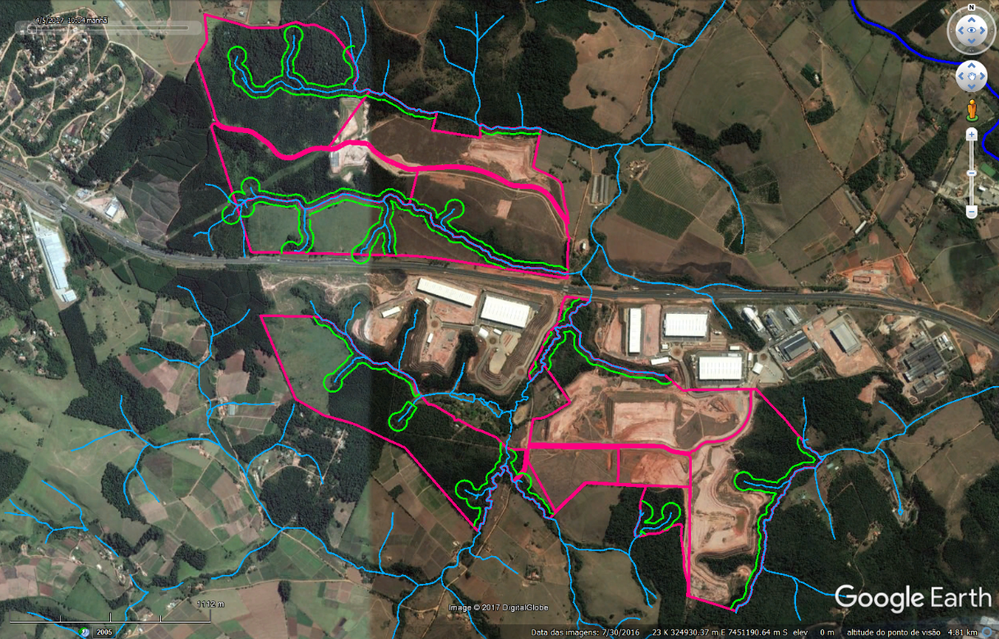 4/5/2017 10:04 manhã
N
1112 m
Google Earth
Image © 2017 DigitalGlobe
2005
Data das imagens: 7/30/2016 23 K 324930.37 m E 7451190.64 m S elev 0 m altitude do ponto de visão 4.81 km